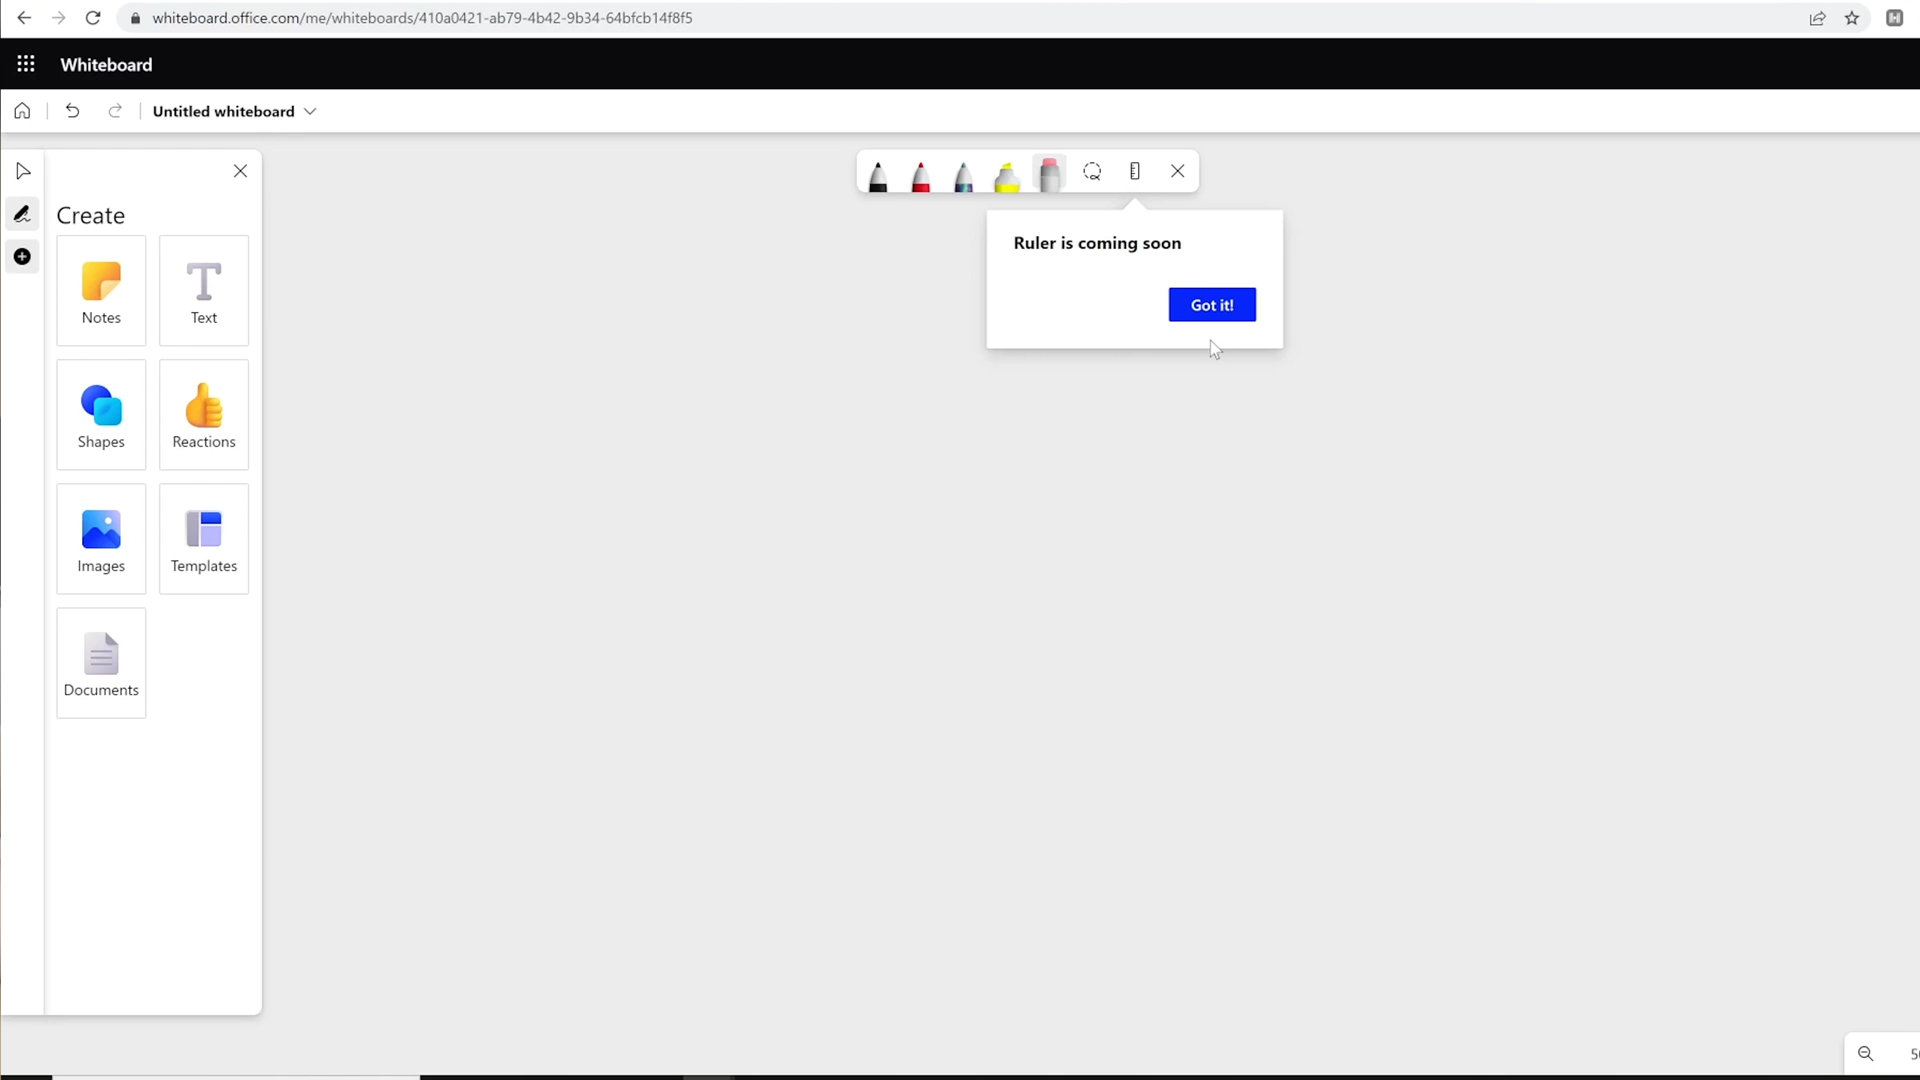 whiteboard.office.com/me/whiteboards/410a0421-ab79-4b42-9b34-64bfcb14f8f5
Whiteboard
Untitled whiteboard
Create
Notes
Text
Shapes
Reactions
Images
Templates
Documents
Ruler is coming soon
Got it!